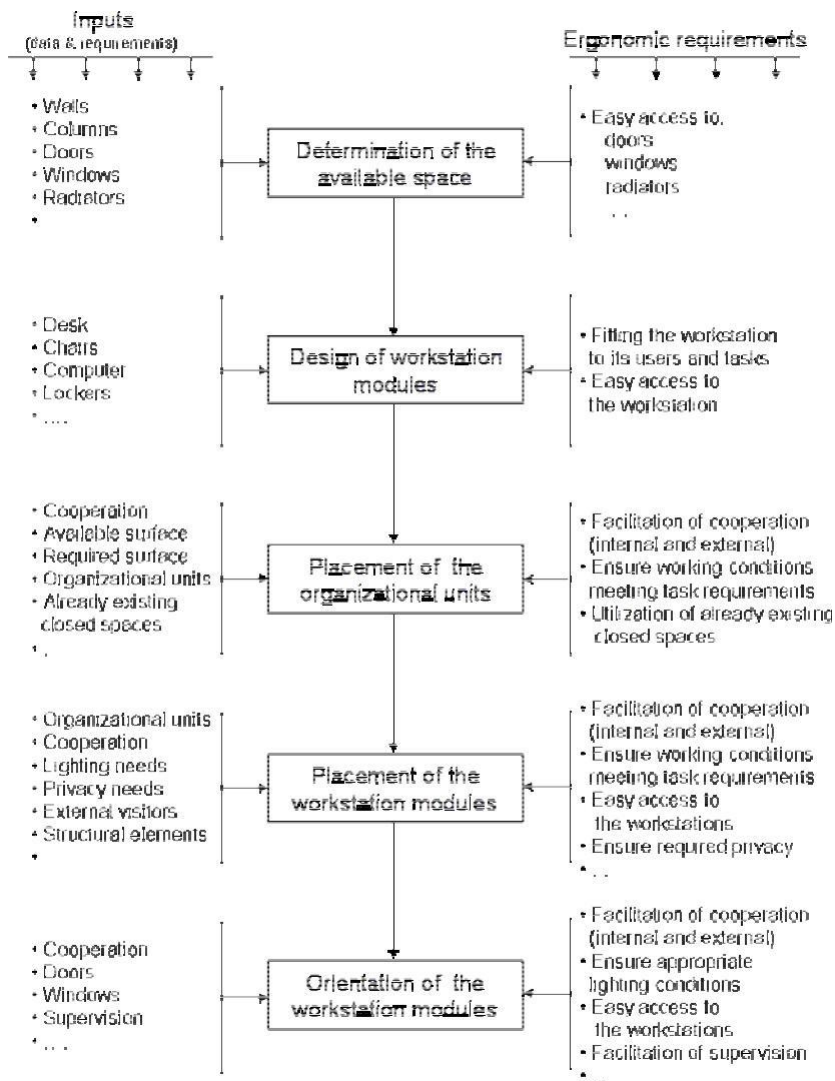 Inputs
(data & requirements)
Ergonomic requirements
• Walls
• Columns
• Doors
• Windows
• Radiators
•
Determination of the
available space
• Easy access to,
doors
windows
radiators
. . .
• Desk
• Chairs
• Computer
• Lockers
• . . . .
Design of workstation
modules
• Fitting the workstation
to its users and tasks
• Easy access to
the workstation
• Cooperation
• Available surface
• Required surface
• Organizational units
• Already existing
closed spaces
• .
Placement of the
organizational units
• Facilitation of cooperation
(internal and external)
• Ensure working conditions
meeting task requirements
• Utilization of already existing
closed spaces
• Organizational units
• Cooperation
• Lighting needs
• Privacy needs
• External visitors
• Structural elements
•
Placement of the
workstation modules
• Facilitation of cooperation
(internal and external)
• Ensure working conditions
meeting task requirements
• Easy access to
the workstations
• Ensure required privacy
• . .
• Cooperation
• Doors
• Windows
• Supervision
• . . .
Orientation of the
workstation modules
• Facilitation of cooperation
(internal and external)
• Ensure appropriate
lighting conditions
• Easy access to
the workstations
• Facilitation of supervision
• ...